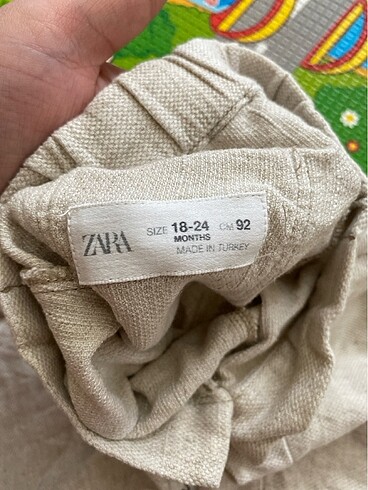 ZARA
SIZE 18-24 CM 92
MONTHS
MADE IN TURKEY